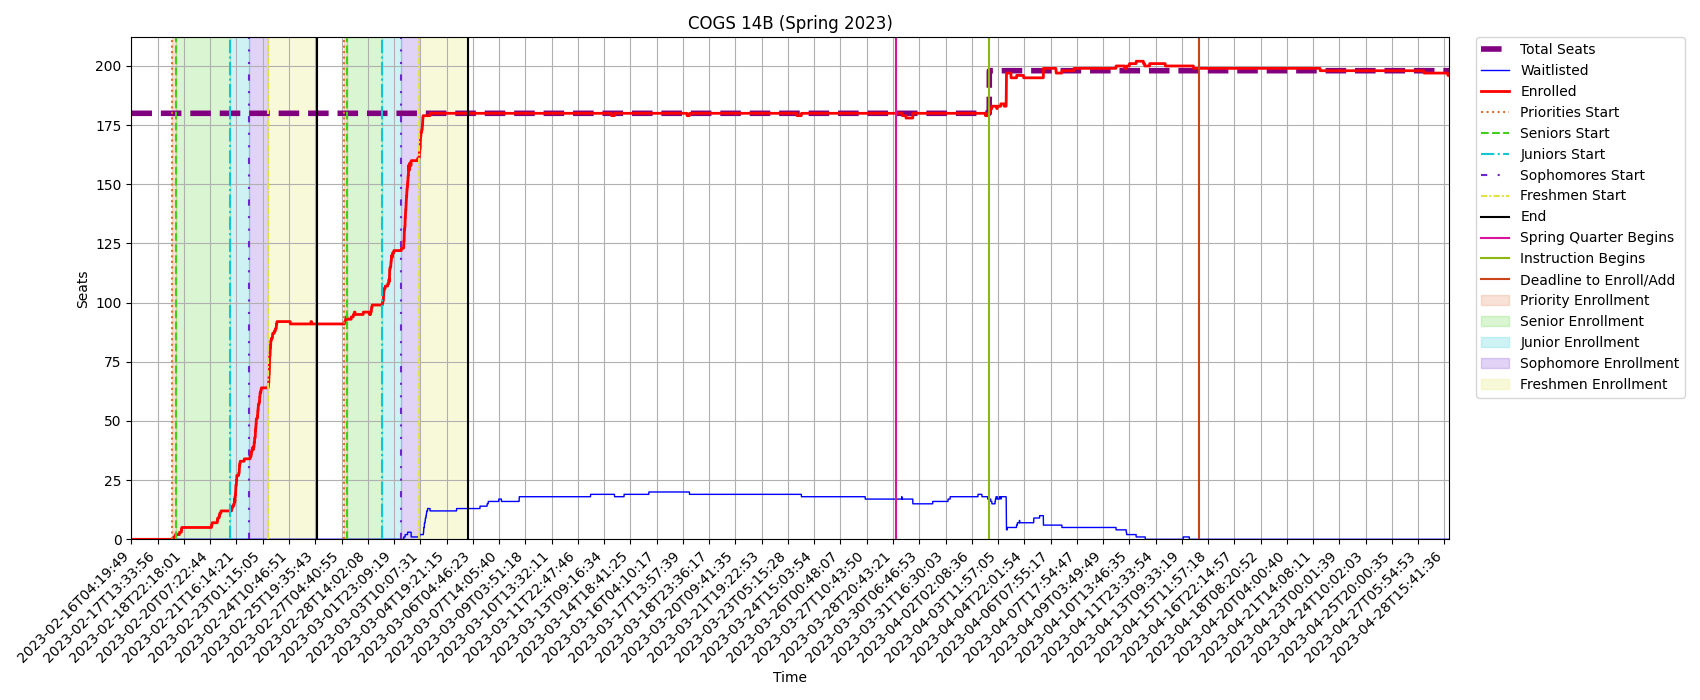 COGS 14B (Spring 2023)
Seats
200
175
150
125
100
75
50
25
0
2023-02-16T04:19:49
2023-02-17T13:33:56
2023-02-18T22:18:01
2023-02-20T07:22:44
2023-02-21T16:14:21
2023-02-23T01:15:05
2023-02-24T10:46:51
2023-02-25T19:35:43
2023-02-27T04:40:55
2023-02-28T14:02:08
2023-03-01T23:09:19
2023-03-03T10:07:31
2023-03-04T19:21:15
2023-03-06T04:46:23
2023-03-07T14:05:40
2023-03-09T03:51:18
2023-03-10T13:32:11
2023-03-11T22:47:46
2023-03-13T09:16:34
2023-03-14T18:41:25
2023-03-16T04:10:17
2023-03-17T13:57:39
2023-03-18T23:36:17
2023-03-20T09:41:35
2023-03-21T19:22:53
2023-03-23T05:15:28
2023-03-24T15:03:54
2023-03-26T00:48:07
2023-03-27T10:43:50
2023-03-28T20:43:21
2023-03-30T06:46:53
2023-03-31T16:30:03
2023-04-02T02:08:36
2023-04-03T11:57:05
2023-04-04T22:01:54
2023-04-06T07:55:17
2023-04-07T17:54:47
2023-04-09T03:49:49
2023-04-10T13:46:35
2023-04-11T23:33:54
2023-04-13T09:33:19
2023-04-15T11:57:18
2023-04-16T22:14:57
2023-04-18T08:20:52
2023-04-20T04:00:40
2023-04-21T14:08:11
2023-04-23T00:01:39
2023-04-24T10:02:03
2023-04-25T20:00:35
2023-04-27T05:54:53
2023-04-28T15:41:36
Time
Total Seats
Waitlisted
Enrolled
Priorities Start
Seniors Start
Juniors Start
Sophomores Start
Freshmen Start
End
Spring Quarter Begins
Instruction Begins
Deadline to Enroll/Add
Priority Enrollment
Senior Enrollment
Junior Enrollment
Sophomore Enrollment
Freshmen Enrollment